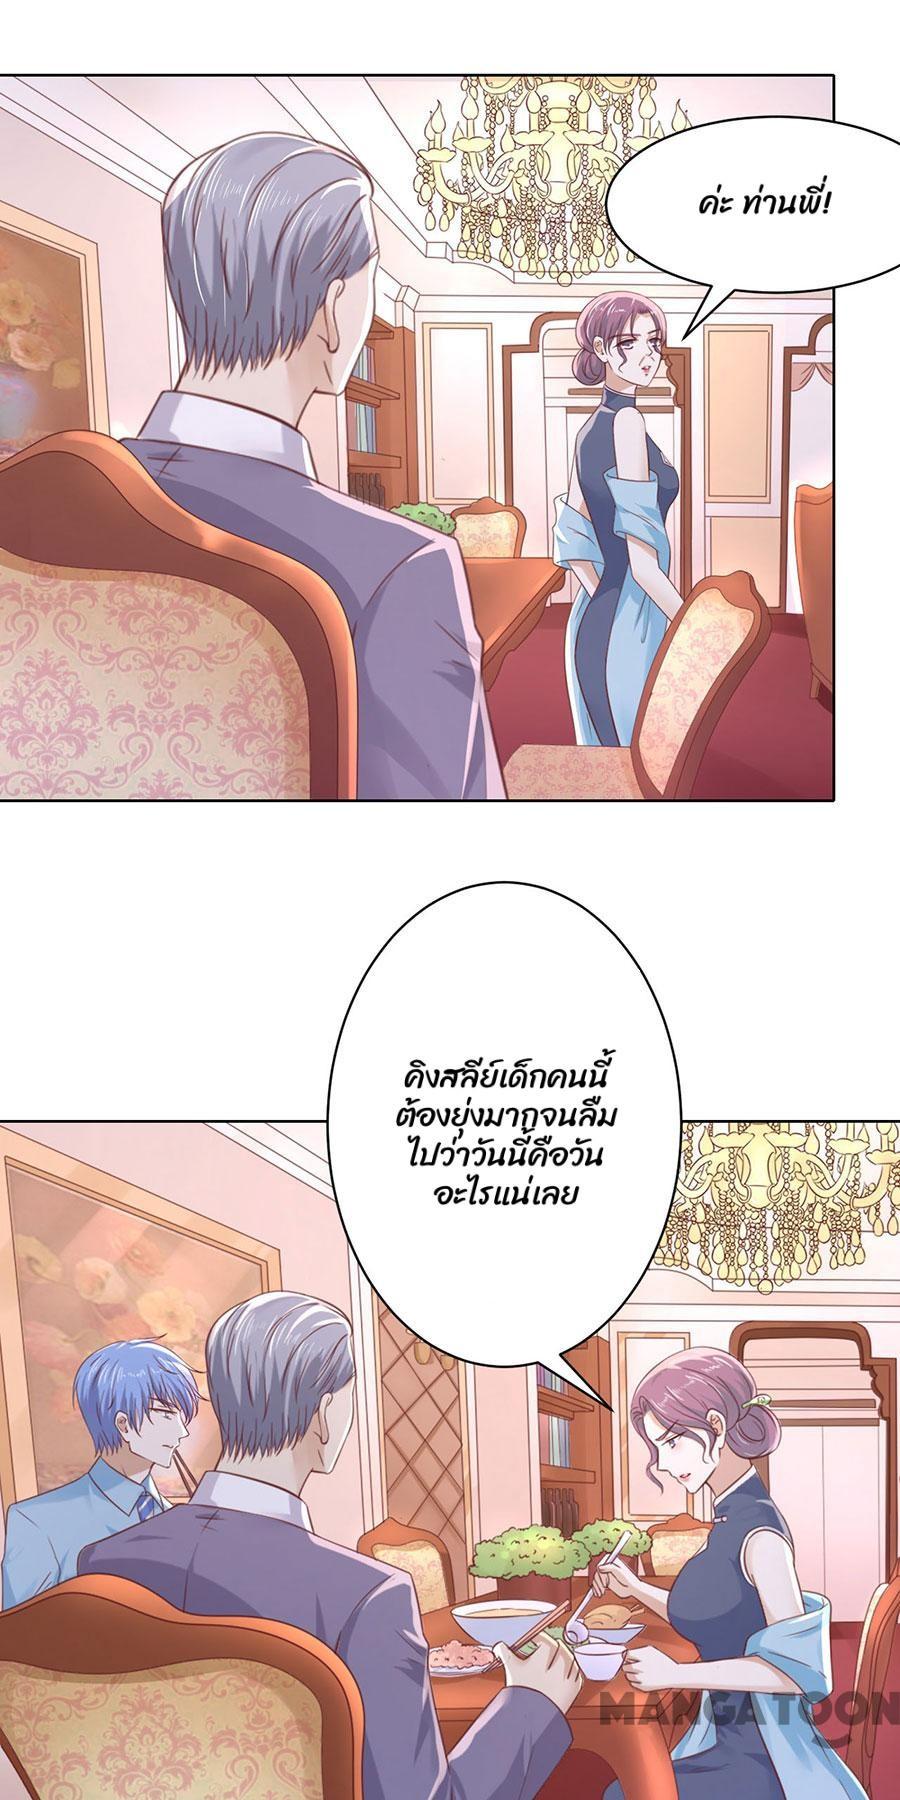 ค่ะ ท่านพี่!
คิงสลีย์เด็กคนนี้
ต้องยุ่งมากจนลืม
ไปว่าวันนี้คือวัน
อะไรแน่เลย
MANGATOON